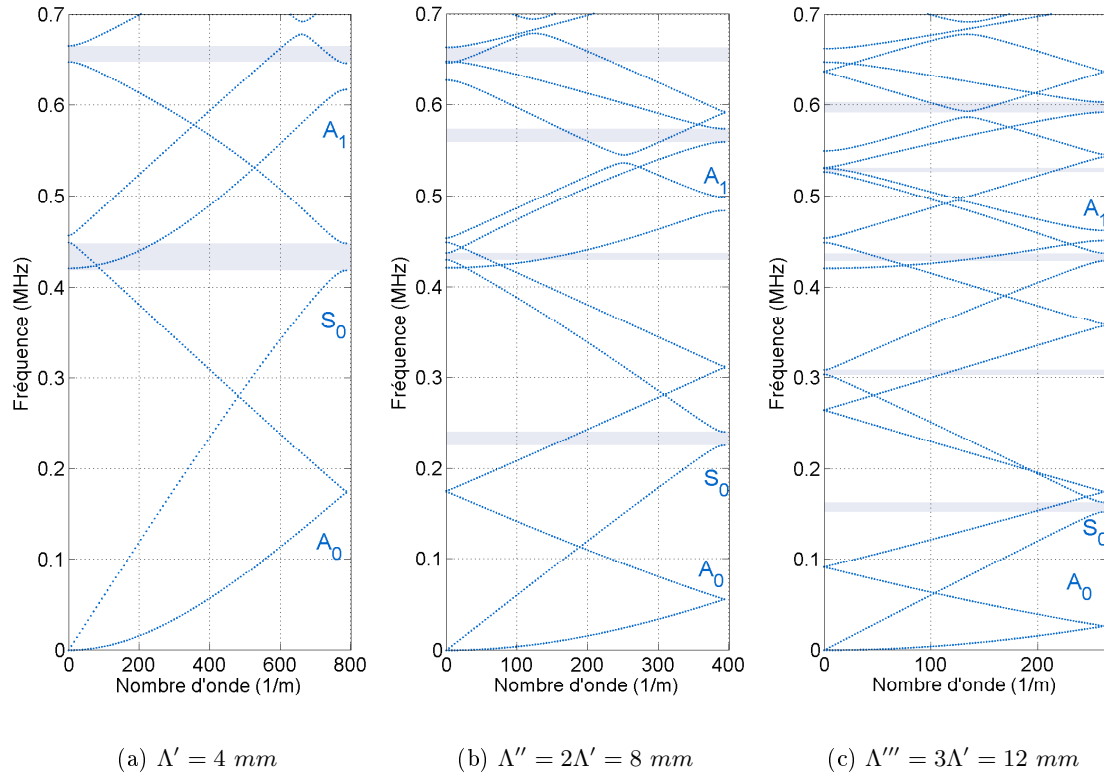 0.7
0.6
0.5
0.4
0.3
0.2
0.1
0
Fréquence (MHz)
0 200 400 600 800
Nombre d'onde (1/m)
A1
S0
A0
(a) Λ′ = 4 mm
0.7
0.6
0.5
0.4
0.3
0.2
0.1
0
Fréquence (MHz)
0 100 200 300 400
Nombre d'onde (1/m)
A1
S0
A0
(b) Λ″ = 2Λ′ = 8 mm
0.7
0.6
0.5
0.4
0.3
0.2
0.1
0
Fréquence (MHz)
0 100 200
Nombre d'onde (1/m)
A1
S0
A0
(c) Λ‴ = 3Λ′ = 12 mm